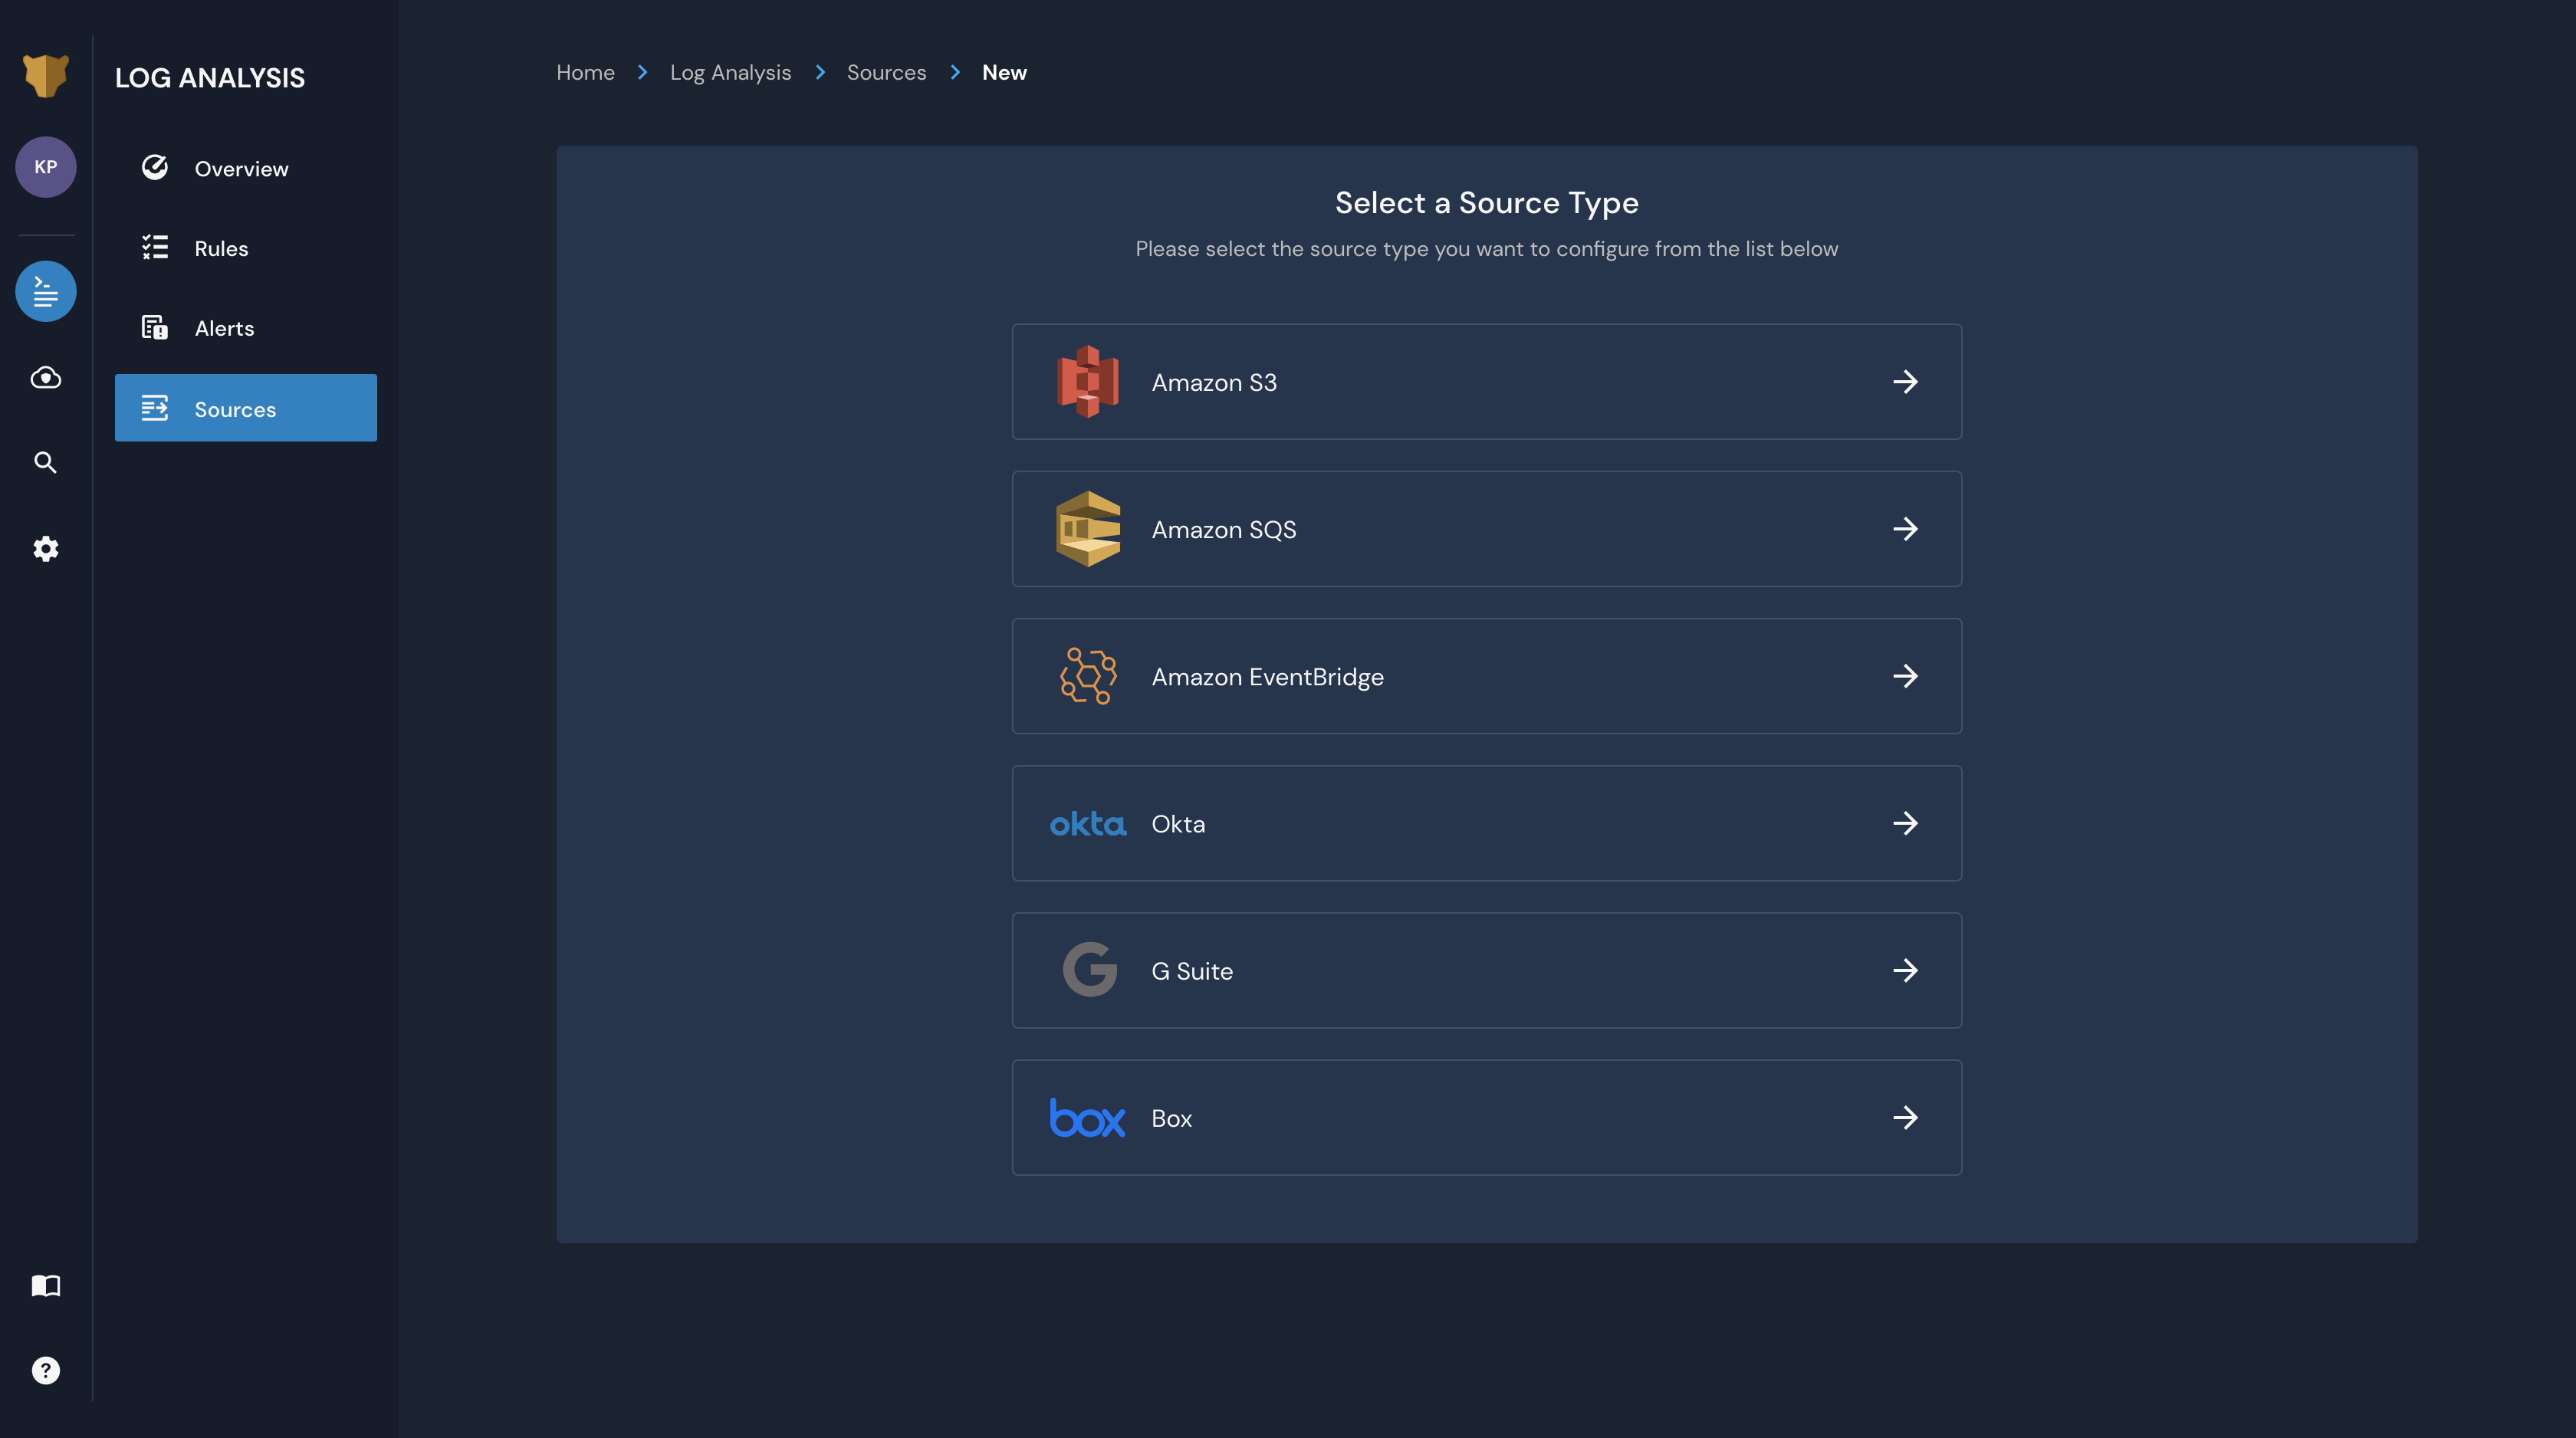 LOG ANALYSIS
KP
Overview
Rules
Alerts
Sources
Home Log Analysis Sources New
Select a Source Type
Please select the source type you want to configure from the list below
Amazon S3
Amazon SQS
Amazon EventBridge
okta Okta
G G Suite
box Box
?